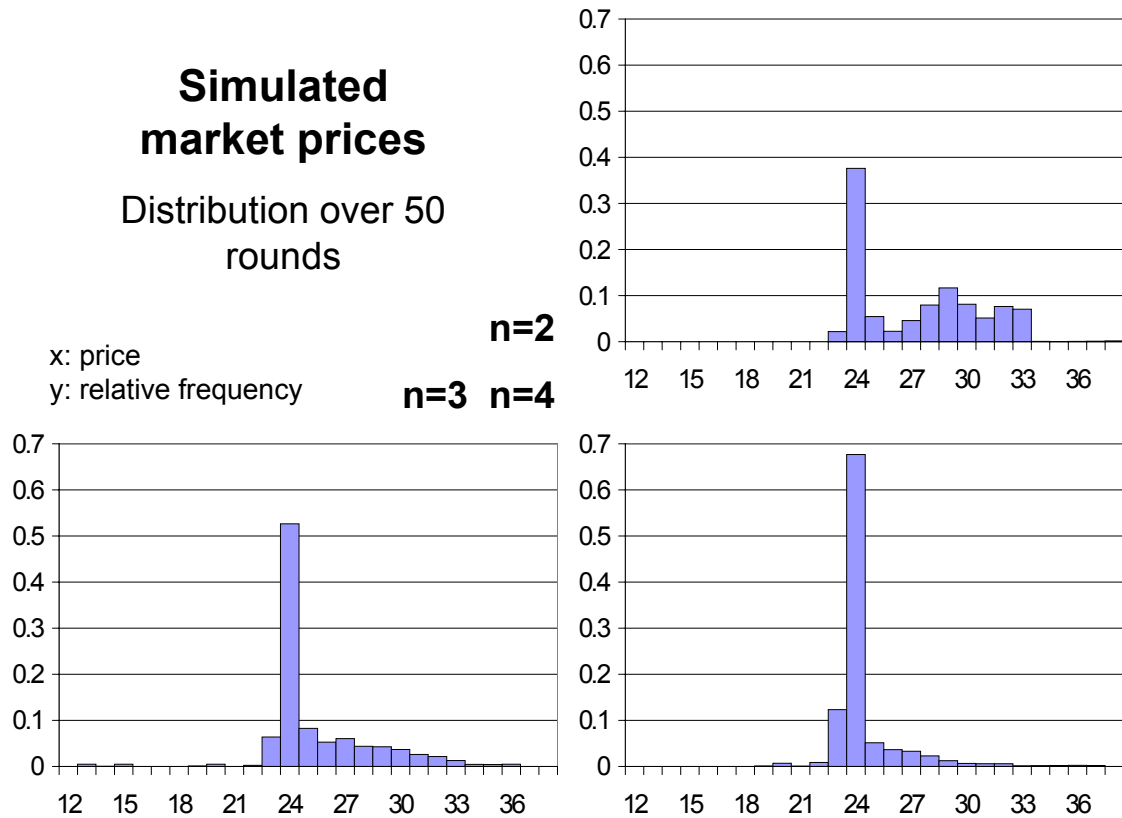 Simulated
market prices
Distribution over 50
rounds
x: price
y: relative frequency
n=2
n=3 n=4
0.7
0.6
0.5
0.4
0.3
0.2
0.1
0
12 15 18 21 24 27 30 33 36
0.7
0.6
0.5
0.4
0.3
0.2
0.1
0
12 15 18 21 24 27 30 33 36
0.7
0.6
0.5
0.4
0.3
0.2
0.1
0
12 15 18 21 24 27 30 33 36